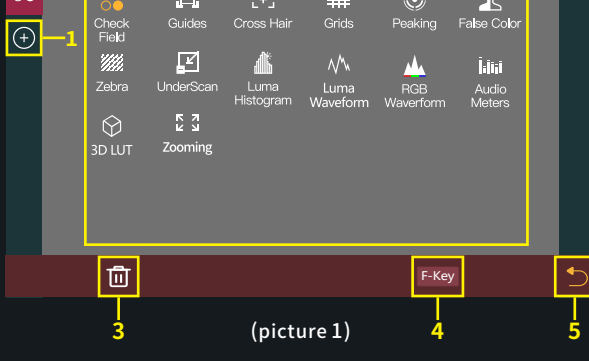 Check
Field
Guides
Cross Hair
Grids
Peaking
False Color
1
Zebra
UnderScan
Luma
Histogram
Luma
Waveform
RGB
Waverform
Audio
Meters
3D LUT
Zooming
F-Key
3
(picture 1)
4
5